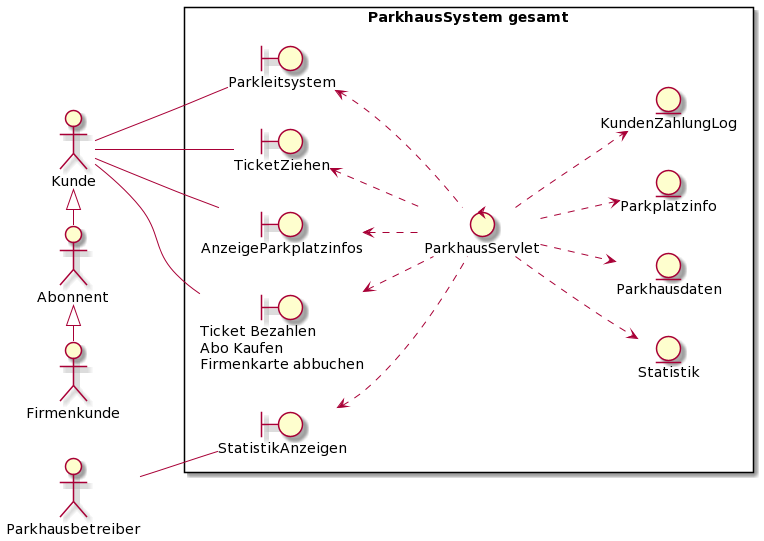 ParkhausSystem gesamt
Parkleitsystem
KundenZahlungLog
TicketZiehen
Kunde
Parkplatzinfo
AnzeigeParkplatzinfos
ParkhausServlet
Parkhausdaten
Abonnent
Ticket Bezahlen
Abo Kaufen
Firmenkarte abbuchen
Statistik
Firmenkunde
StatistikAnzeigen
Parkhausbetreiber